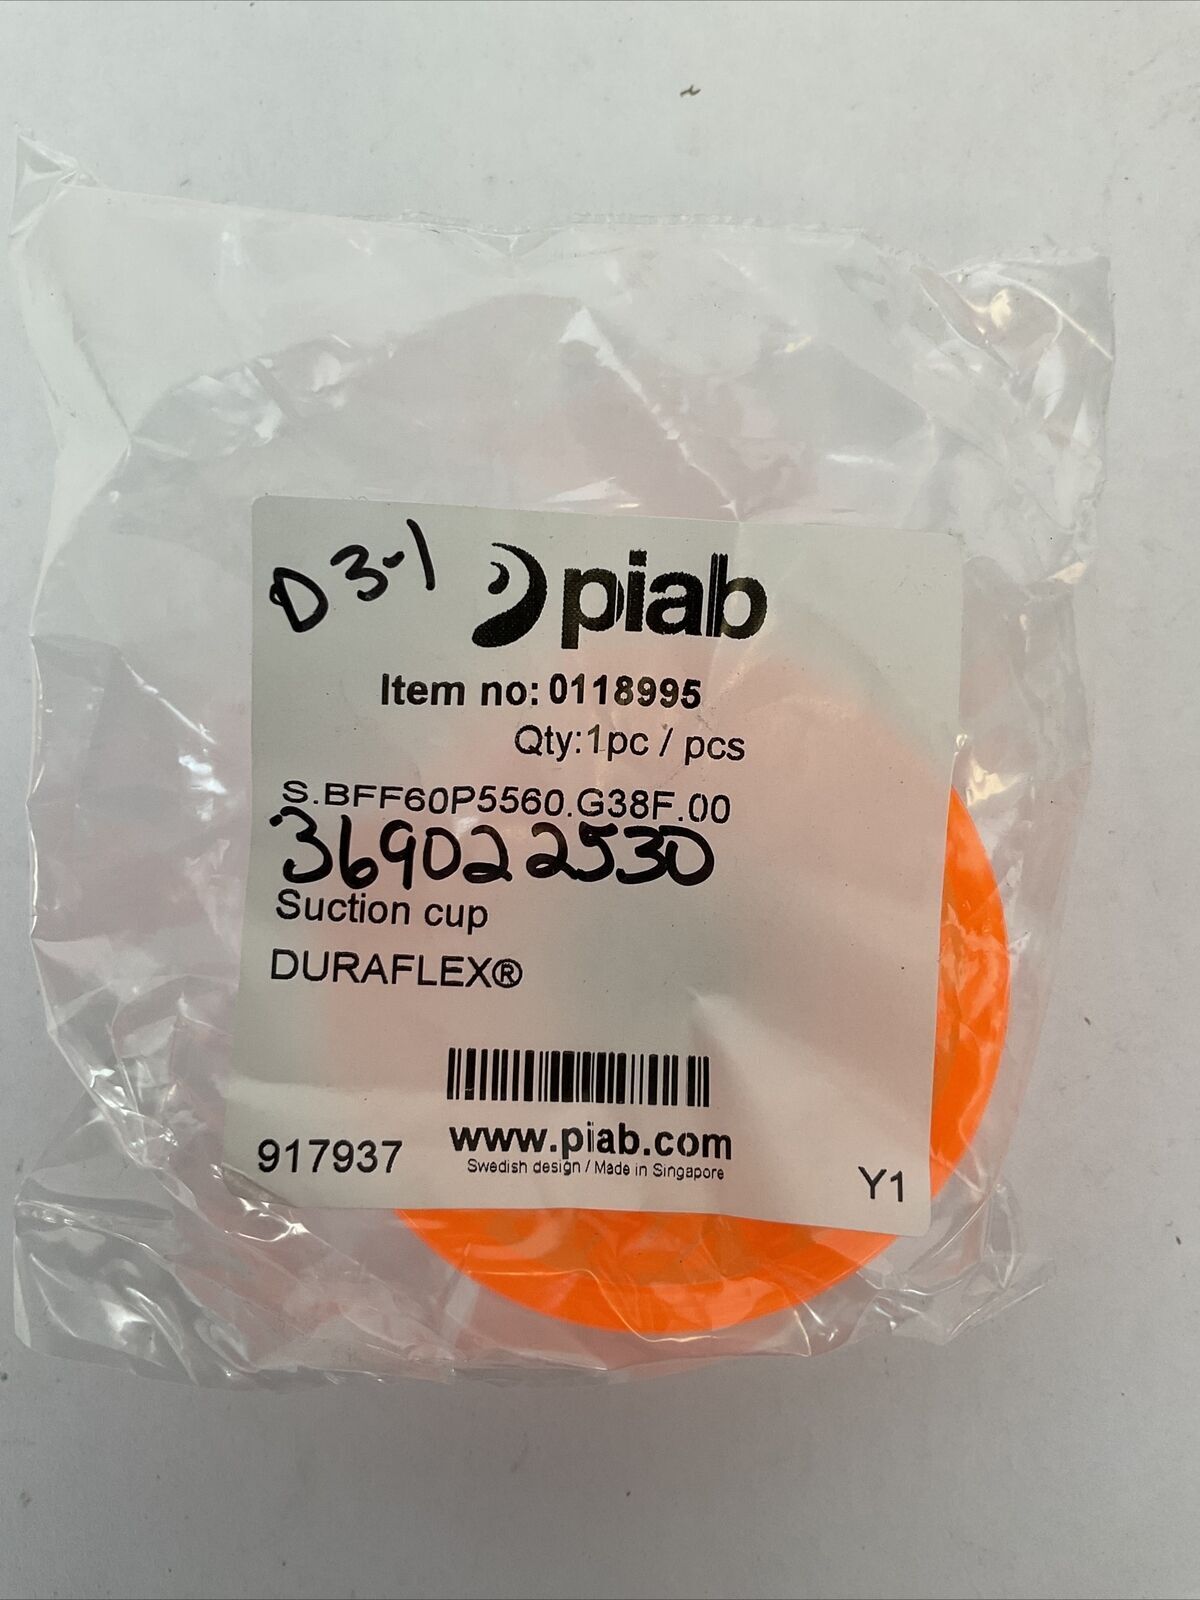 D3-1
piab
Item no: 0118995
Qty: 1pc / pcs
S.BFF60P5560.G38F.00
369022530
Suction cup
DURAFLEX®
www.piab.com
Swedish design / Made in Singapore
917937
Y1